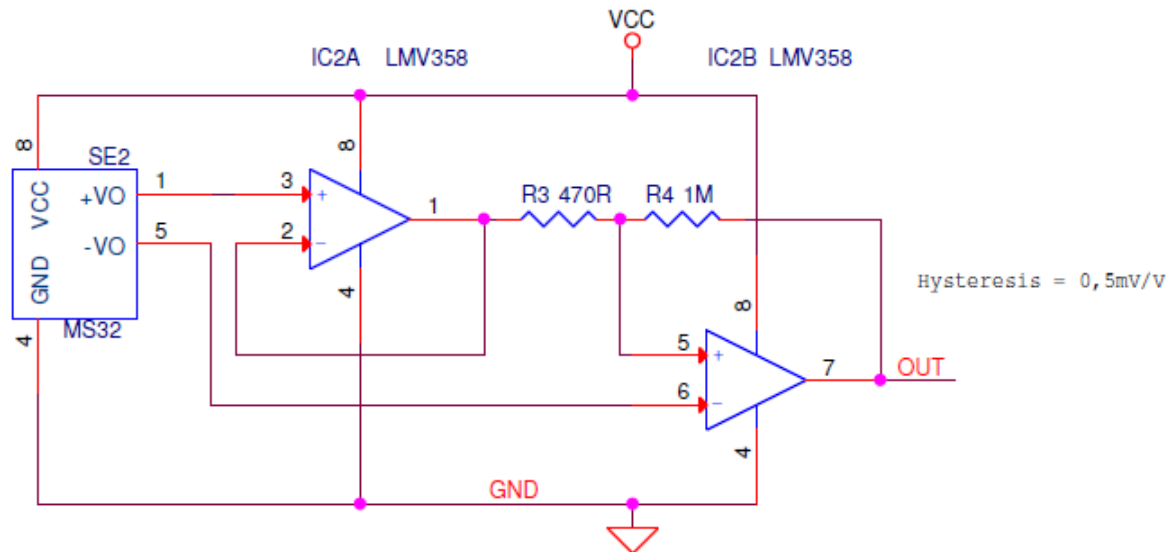 VCC
IC2A LMV358
IC2B LMV358
8
8
SE2
VCC
+VO
1
3
+
1
R3 470R
R4 1M
-VO
5
2
−
GND
Hysteresis = 0,5mV/V
4
MS32
4
8
5
+
7
OUT
6
−
4
GND